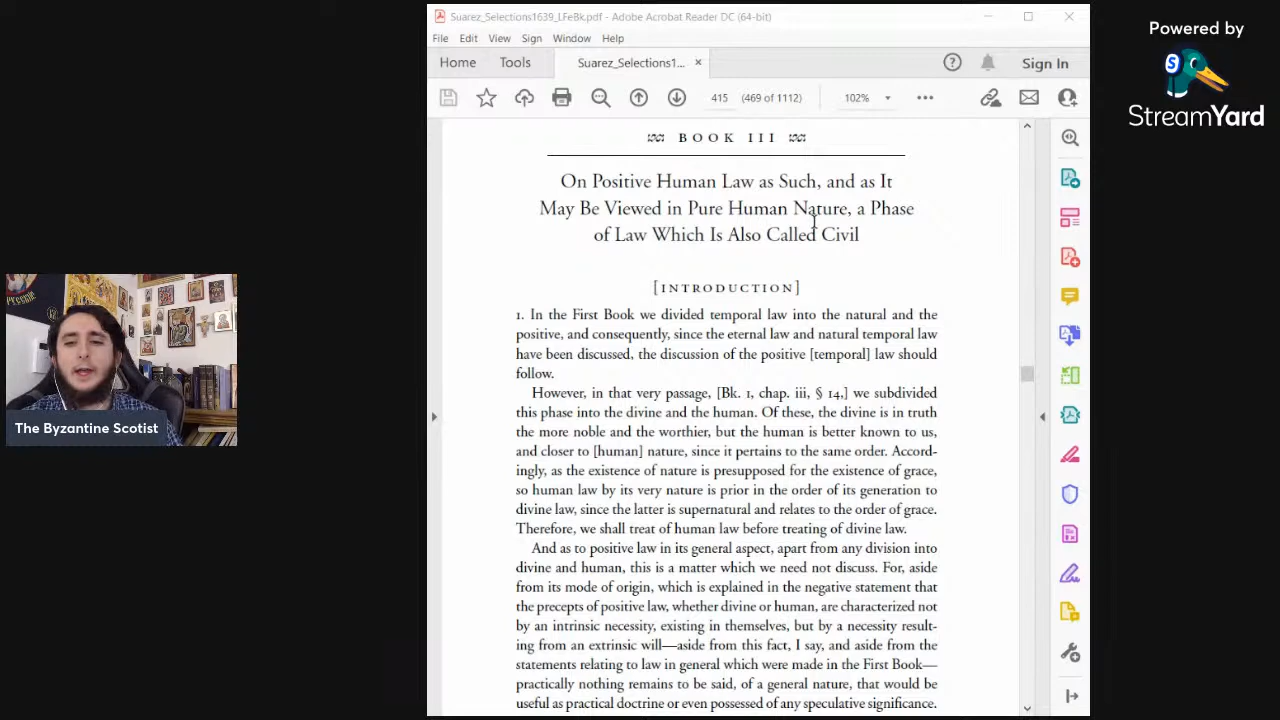 Suarez_Selections1639_LFeBk.pdf - Adobe Acrobat Reader DC (64-bit)
File Edit View Sign Window Help
Home Tools Suarez_Selections1... × Sign In
415 (469 of 1112) 102%
BOOK III
On Positive Human Law as Such, and as It
May Be Viewed in Pure Human Nature, a Phase
of Law Which Is Also Called Civil
[INTRODUCTION]
1. In the First Book we divided temporal law into the natural and the
positive, and consequently, since the eternal law and natural temporal law
have been discussed, the discussion of the positive [temporal] law should
follow.
However, in that very passage, [Bk. 1, chap. iii, § 14,] we subdivided
this phase into the divine and the human. Of these, the divine is in truth
the more noble and the worthier, but the human is better known to us,
and closer to [human] nature, since it pertains to the same order. Accord-
ingly, as the existence of nature is presupposed for the existence of grace,
so human law by its very nature is prior in the order of its generation to
divine law, since the latter is supernatural and relates to the order of grace.
Therefore, we shall treat of human law before treating of divine law.
And as to positive law in its general aspect, apart from any division into
divine and human, this is a matter which we need not discuss. For, aside
from its mode of origin, which is explained in the negative statement that
the precepts of positive law, whether divine or human, are characterized not
by an intrinsic necessity, existing in themselves, but by a necessity result-
ing from an extrinsic will—aside from this fact, I say, and aside from the
statements relating to law in general which were made in the First Book—
practically nothing remains to be said, of a general nature, that would be
useful as practical doctrine or even possessed of any speculative significance.
The Byzantine Scotist
Powered by
S
StreamYard